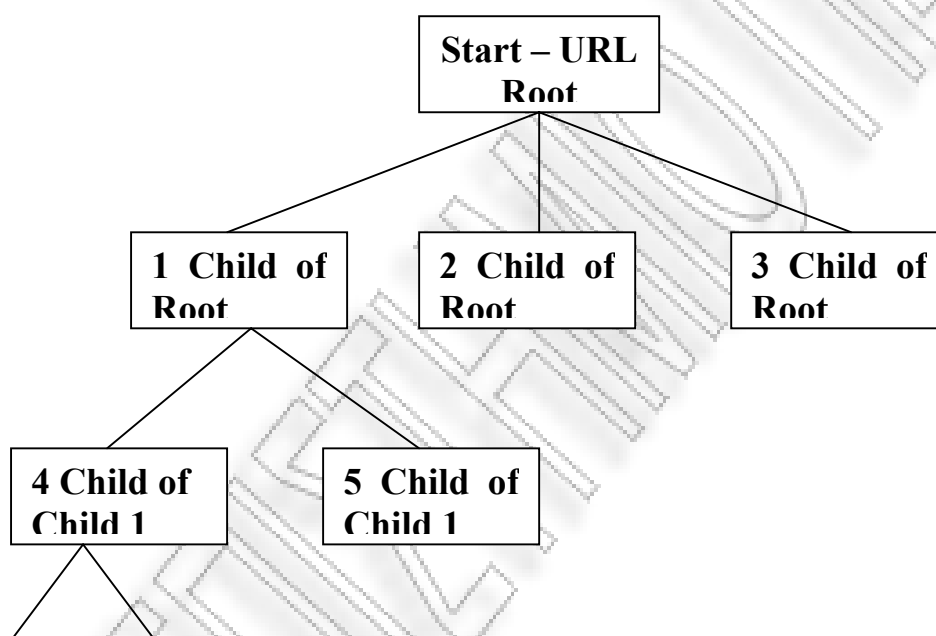 Start – URL
Root
1 Child of
Root
2 Child of
Root
3 Child of
Root
4 Child of
Child 1
5 Child of
Child 1